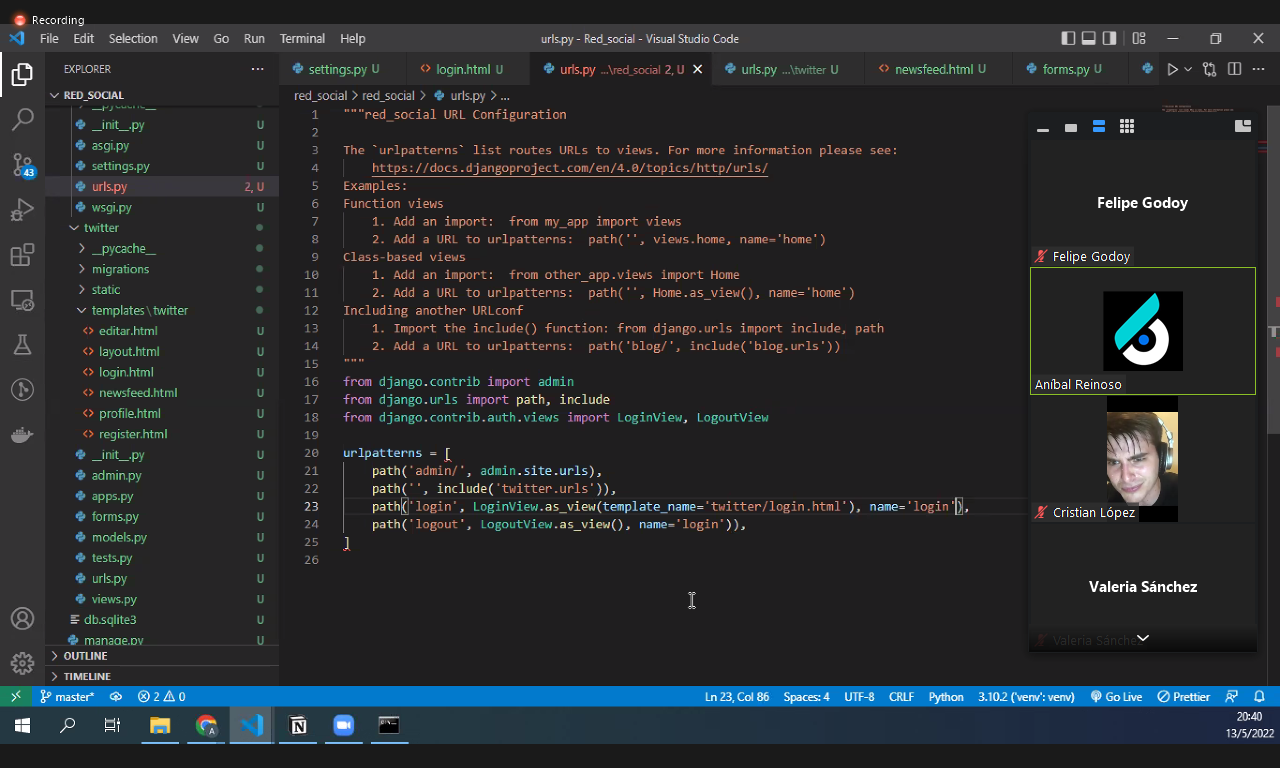 Recording
File Edit Selection View Go Run Terminal Help
urls.py - Red_social - Visual Studio Code
EXPLORER
settings.py U
login.html U
urls.py ...\red_social 2, U
urls.py ...\twitter U
newsfeed.html U
forms.py U
RED_SOCIAL
red_social > red_social > urls.py > ...
__pycache__
__init__.py U
asgi.py U
settings.py U
urls.py 2, U
wsgi.py U
twitter
__pycache__
migrations
static
templates\twitter
editar.html U
layout.html U
login.html U
newsfeed.html U
profile.html U
register.html U
__init__.py U
admin.py U
apps.py U
forms.py U
models.py U
tests.py U
urls.py U
views.py U
db.sqlite3 U
manage.py U
OUTLINE
TIMELINE
43
1 """red_social URL Configuration
2
3 The `urlpatterns` list routes URLs to views. For more information please see:
4     https://docs.djangoproject.com/en/4.0/topics/http/urls/
5 Examples:
6 Function views
7     1. Add an import:  from my_app import views
8     2. Add a URL to urlpatterns:  path('', views.home, name='home')
9 Class-based views
10     1. Add an import:  from other_app.views import Home
11     2. Add a URL to urlpatterns:  path('', Home.as_view(), name='home')
12 Including another URLconf
13     1. Import the include() function: from django.urls import include, path
14     2. Add a URL to urlpatterns:  path('blog/', include('blog.urls'))
15 """
16 from django.contrib import admin
17 from django.urls import path, include
18 from django.contrib.auth.views import LoginView, LogoutView
19
20 urlpatterns = [
21     path('admin/', admin.site.urls),
22     path('', include('twitter.urls')),
23     path('login', LoginView.as_view(template_name='twitter/login.html'), name='login'),
24     path('logout', LogoutView.as_view(), name='login')),
25 ]
26
Felipe Godoy
Felipe Godoy
Aníbal Reinoso
Cristian López
Valeria Sánchez
Valeria Sánchez
master*
2 0
Ln 23, Col 86
Spaces: 4
UTF-8
CRLF
Python
3.10.2 ('venv': venv)
Go Live
Prettier
20:40
13/5/2022